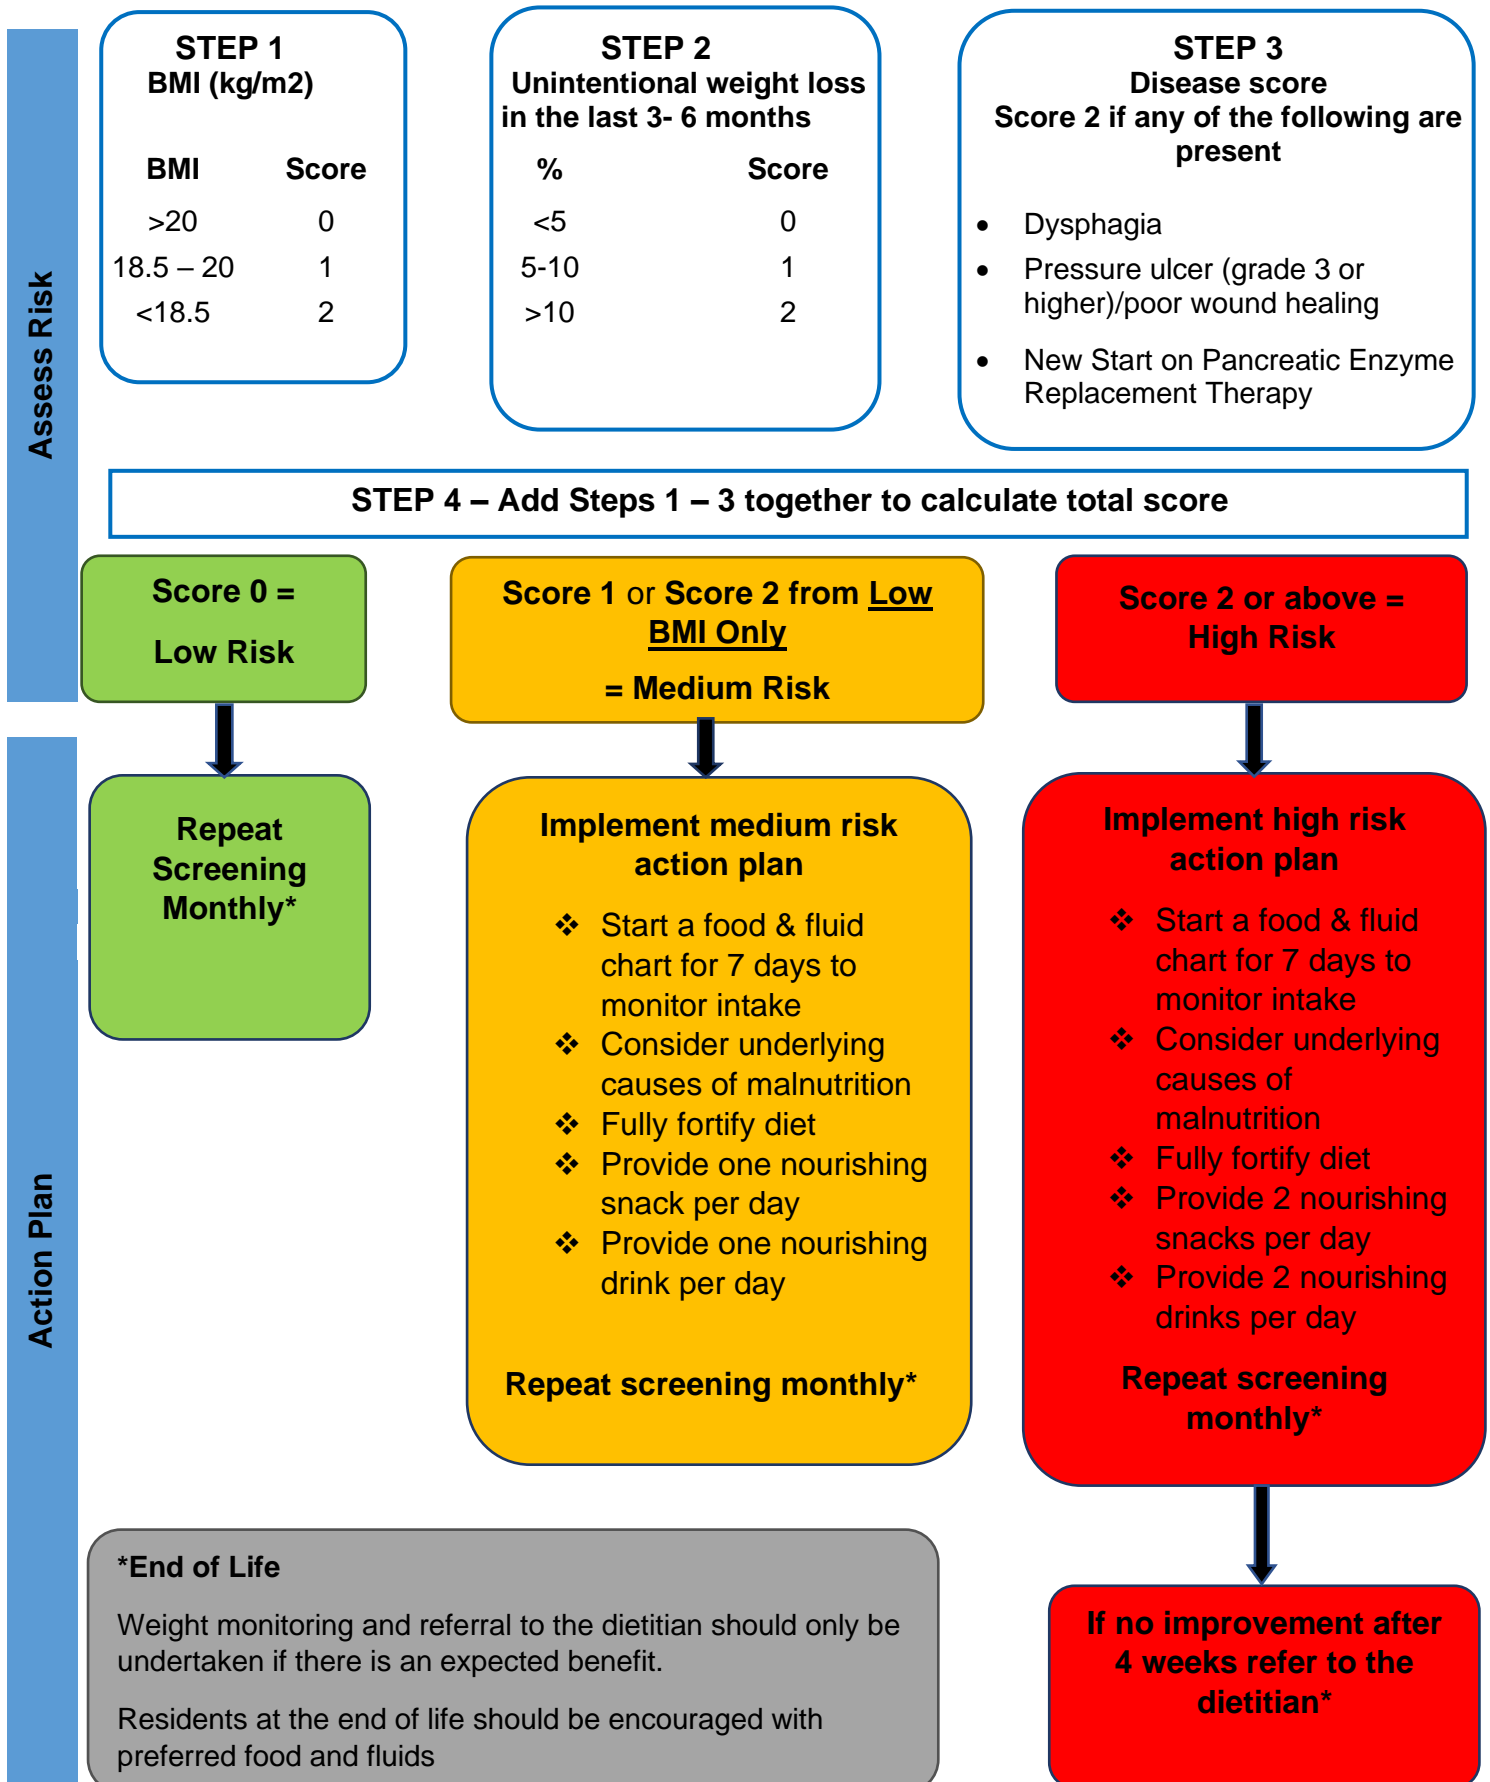 Assess Risk
STEP 1
BMI (kg/m2)
BMI Score
>20 0
18.5 – 20 1
<18.5 2
STEP 2
Unintentional weight loss
in the last 3- 6 months
% Score
<5 0
5-10 1
>10 2
STEP 3
Disease score
Score 2 if any of the following are
present
• Dysphagia
• Pressure ulcer (grade 3 or
higher)/poor wound healing
• New Start on Pancreatic Enzyme
Replacement Therapy
STEP 4 – Add Steps 1 – 3 together to calculate total score
Score 0 =
Low Risk
Score 1 or Score 2 from Low
BMI Only
= Medium Risk
Score 2 or above =
High Risk
Action Plan
Repeat
Screening
Monthly*
Implement medium risk
action plan
❖ Start a food & fluid
chart for 7 days to
monitor intake
❖ Consider underlying
causes of malnutrition
❖ Fully fortify diet
❖ Provide one nourishing
snack per day
❖ Provide one nourishing
drink per day
Repeat screening monthly*
Implement high risk
action plan
❖ Start a food & fluid
chart for 7 days to
monitor intake
❖ Consider underlying
causes of
malnutrition
❖ Fully fortify diet
❖ Provide 2 nourishing
snacks per day
❖ Provide 2 nourishing
drinks per day
Repeat screening
monthly*
*End of Life
Weight monitoring and referral to the dietitian should only be
undertaken if there is an expected benefit.
Residents at the end of life should be encouraged with
preferred food and fluids
If no improvement after
4 weeks refer to the
dietitian*